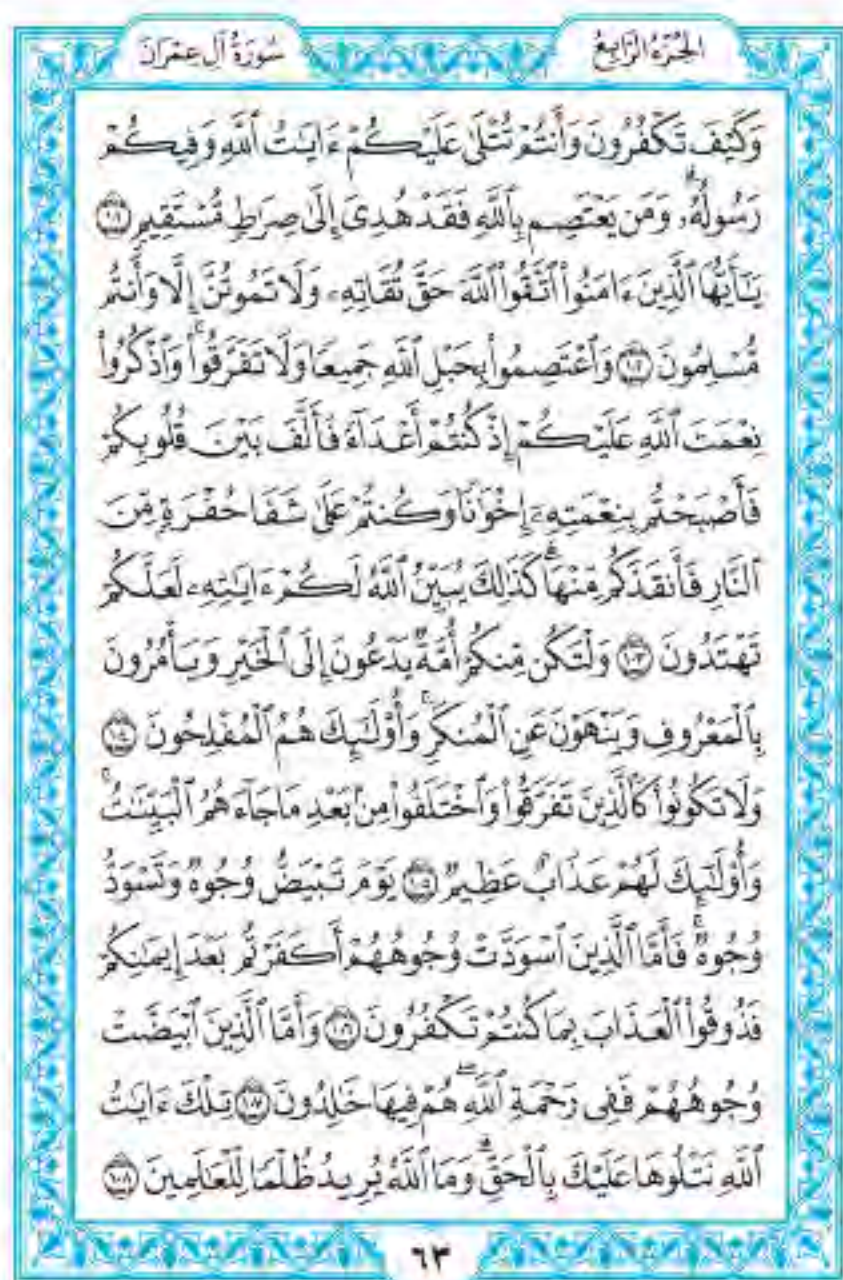 الجُزْءُ الرَّابِعُ
سُورَةُ آلِ عِمْرَانَ
وَكَيْفَ تَكْفُرُونَ وَأَنتُمْ تُتْلَىٰ عَلَيْكُمْ ءَايَٰتُ ٱللَّهِ وَفِيكُمْ
رَسُولُهُۥۗ وَمَن يَعْتَصِم بِٱللَّهِ فَقَدْ هُدِىَ إِلَىٰ صِرَٰطٍ مُّسْتَقِيمٍ ١٠١
يَٰٓأَيُّهَا ٱلَّذِينَ ءَامَنُوا۟ ٱتَّقُوا۟ ٱللَّهَ حَقَّ تُقَاتِهِۦ وَلَا تَمُوتُنَّ إِلَّا وَأَنتُم
مُّسْلِمُونَ ١٠٢ وَٱعْتَصِمُوا۟ بِحَبْلِ ٱللَّهِ جَمِيعًا وَلَا تَفَرَّقُوا۟ۚ وَٱذْكُرُوا۟
نِعْمَتَ ٱللَّهِ عَلَيْكُمْ إِذْ كُنتُمْ أَعْدَآءً فَأَلَّفَ بَيْنَ قُلُوبِكُمْ
فَأَصْبَحْتُم بِنِعْمَتِهِۦٓ إِخْوَٰنًا وَكُنتُمْ عَلَىٰ شَفَا حُفْرَةٍ مِّنَ
ٱلنَّارِ فَأَنقَذَكُم مِّنْهَاۗ كَذَٰلِكَ يُبَيِّنُ ٱللَّهُ لَكُمْ ءَايَٰتِهِۦ لَعَلَّكُمْ
تَهْتَدُونَ ١٠٣ وَلْتَكُن مِّنكُمْ أُمَّةٌ يَدْعُونَ إِلَى ٱلْخَيْرِ وَيَأْمُرُونَ
بِٱلْمَعْرُوفِ وَيَنْهَوْنَ عَنِ ٱلْمُنكَرِۚ وَأُو۟لَٰٓئِكَ هُمُ ٱلْمُفْلِحُونَ ١٠٤
وَلَا تَكُونُوا۟ كَٱلَّذِينَ تَفَرَّقُوا۟ وَٱخْتَلَفُوا۟ مِنۢ بَعْدِ مَا جَآءَهُمُ ٱلْبَيِّنَٰتُۚ
وَأُو۟لَٰٓئِكَ لَهُمْ عَذَابٌ عَظِيمٌ ١٠٥ يَوْمَ تَبْيَضُّ وُجُوهٌ وَتَسْوَدُّ
وُجُوهٌۚ فَأَمَّا ٱلَّذِينَ ٱسْوَدَّتْ وُجُوهُهُمْ أَكَفَرْتُم بَعْدَ إِيمَٰنِكُمْ
فَذُوقُوا۟ ٱلْعَذَابَ بِمَا كُنتُمْ تَكْفُرُونَ ١٠٦ وَأَمَّا ٱلَّذِينَ ٱبْيَضَّتْ
وُجُوهُهُمْ فَفِى رَحْمَةِ ٱللَّهِۖ هُمْ فِيهَا خَٰلِدُونَ ١٠٧ تِلْكَ ءَايَٰتُ
ٱللَّهِ نَتْلُوهَا عَلَيْكَ بِٱلْحَقِّۗ وَمَا ٱللَّهُ يُرِيدُ ظُلْمًا لِّلْعَٰلَمِينَ ١٠٨
٦٣